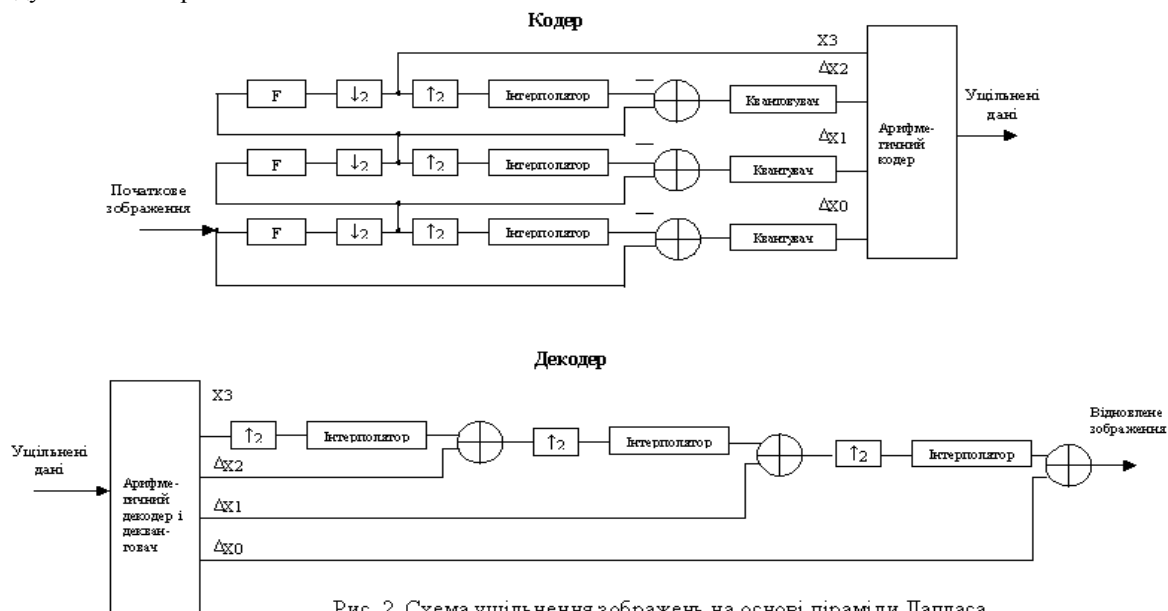 Кодер
X3
ΔX2
F ↓2 ↑2 Інтерполятор — Квантовувач
ΔX1
F ↓2 ↑2 Інтерполятор — Квантувач
ΔX0
F ↓2 ↑2 Інтерполятор — Квантувач
Початкове
зображення
Арифме-
тичний
кодер
Ущільнені
дані
Декодер
Ущільнені
дані
Арифме-
тичний
декодер і
декван-
товач
X3
↑2 Інтерполятор ↑2 Інтерполятор ↑2 Інтерполятор
ΔX2
ΔX1
ΔX0
Відновлене
зображення
Рис. 2. Схема ущільнення зображень на основі піраміди Лапласа